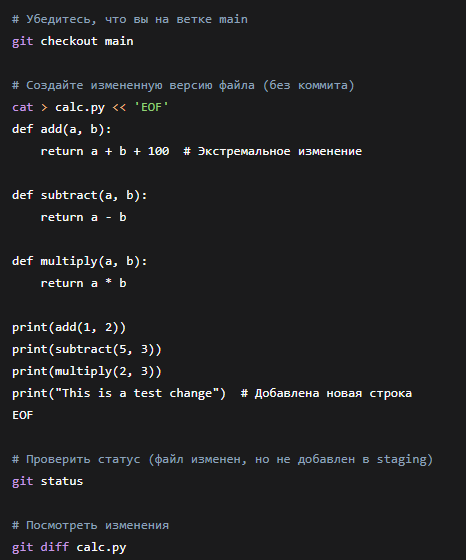 # Убедитесь, что вы на ветке main
git checkout main

# Создайте измененную версию файла (без коммита)
cat > calc.py << 'EOF'
def add(a, b):
    return a + b + 100  # Экстремальное изменение

def subtract(a, b):
    return a - b

def multiply(a, b):
    return a * b

print(add(1, 2))
print(subtract(5, 3))
print(multiply(2, 3))
print("This is a test change")  # Добавлена новая строка
EOF

# Проверить статус (файл изменен, но не добавлен в staging)
git status

# Посмотреть изменения
git diff calc.py